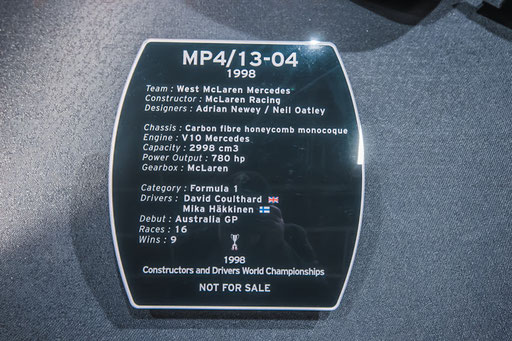 MP4/13-04
1998
Team : West McLaren Mercedes
Constructor : McLaren Racing
Designers : Adrian Newey / Neil Oatley
Chassis : Carbon fibre honeycomb monocoque
Engine : V10 Mercedes
Capacity : 2998 cm3
Power Output : 780 hp
Gearbox : McLaren
Category : Formula 1
Drivers : David Coulthard
Mika Häkkinen
Debut : Australia GP
Races : 16
Wins : 9
1998
Constructors and Drivers World Championships
NOT FOR SALE